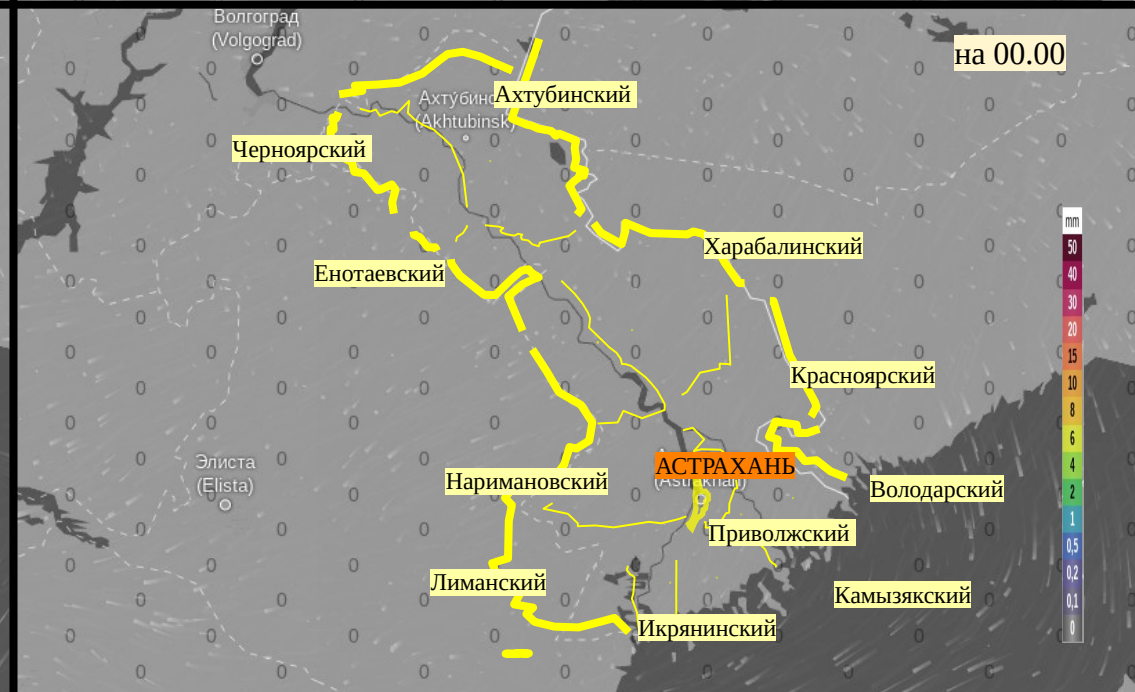 Волгоград
(Volgograd)
на 00.00
Ахтубинский
(Akhtubinsk)
Черноярский
Харабалинский
Енотаевский
mm
50
40
30
20
15
10
8
6
4
2
1
0,5
0,2
0,1
0
Красноярский
Элиста
(Elista)
АСТРАХАНЬ
Наримановский
Володарский
Приволжский
Лиманский
Камызякский
Икрянинский